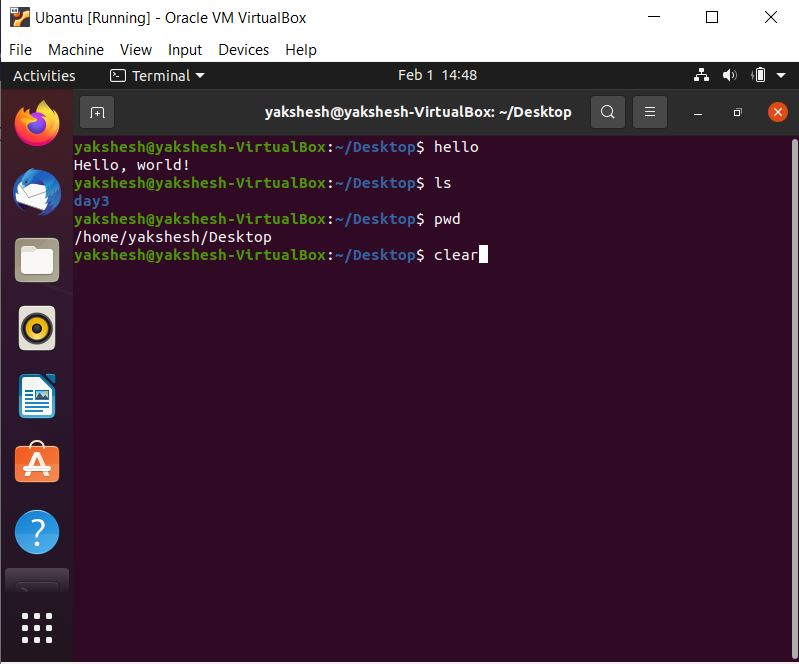 Ubantu [Running] - Oracle VM VirtualBox
File Machine View Input Devices Help
Activities Terminal Feb 1 14:48
yakshesh@yakshesh-VirtualBox: ~/Desktop
yakshesh@yakshesh-VirtualBox:~/Desktop$ hello
Hello, world!
yakshesh@yakshesh-VirtualBox:~/Desktop$ ls
day3
yakshesh@yakshesh-VirtualBox:~/Desktop$ pwd
/home/yakshesh/Desktop
yakshesh@yakshesh-VirtualBox:~/Desktop$ clear